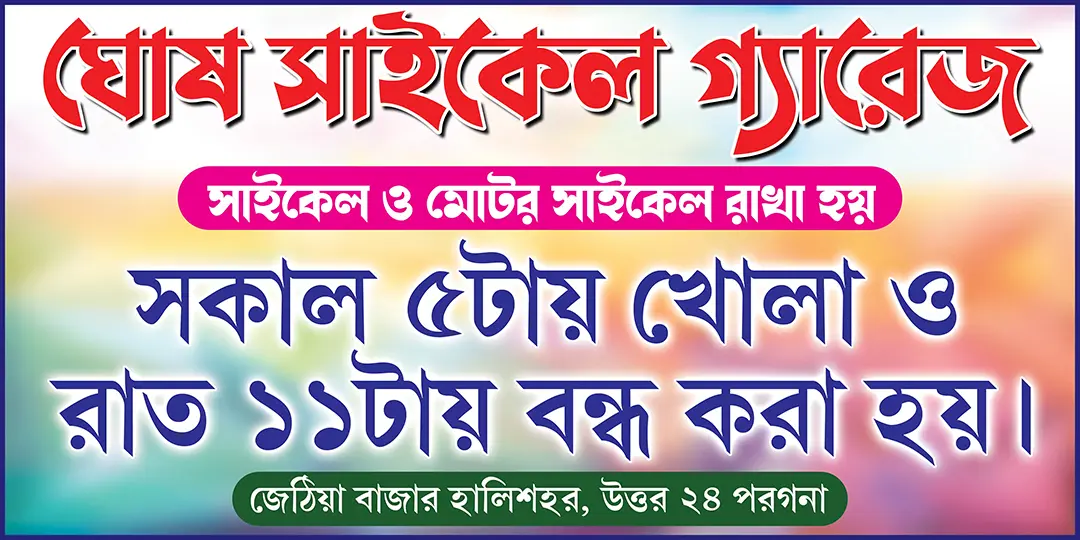 ঘোষ সাইকেল গ্যারেজ
সাইকেল ও মোটর সাইকেল রাখা হয়
সকাল ৫টায় খোলা ও
রাত ১১টায় বন্ধ করা হয়।
জেঠিয়া বাজার হালিশহর, উত্তর ২৪ পরগনা